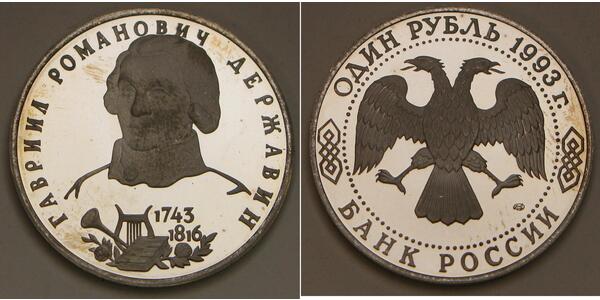 ГАВРИИЛ РОМАНОВИЧ ДЕРЖАВИН
1743
1816
ОДИН РУБЛЬ 1993 г.
БАНК РОССИИ